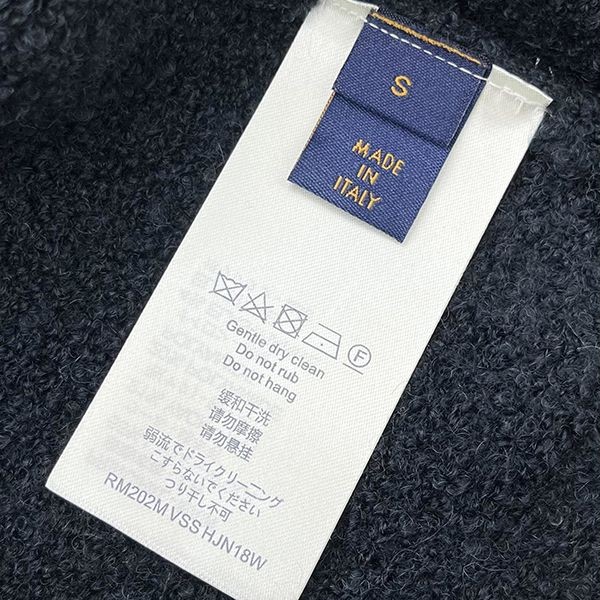 S
MADE
IN
ITALY
F
Gentle dry clean
Do not rub
Do not hang
缓和干洗
请勿摩擦
请勿悬挂
弱流でドライクリーニング
こすらないでください
つり干し不可
RM202M VSS HJN18W